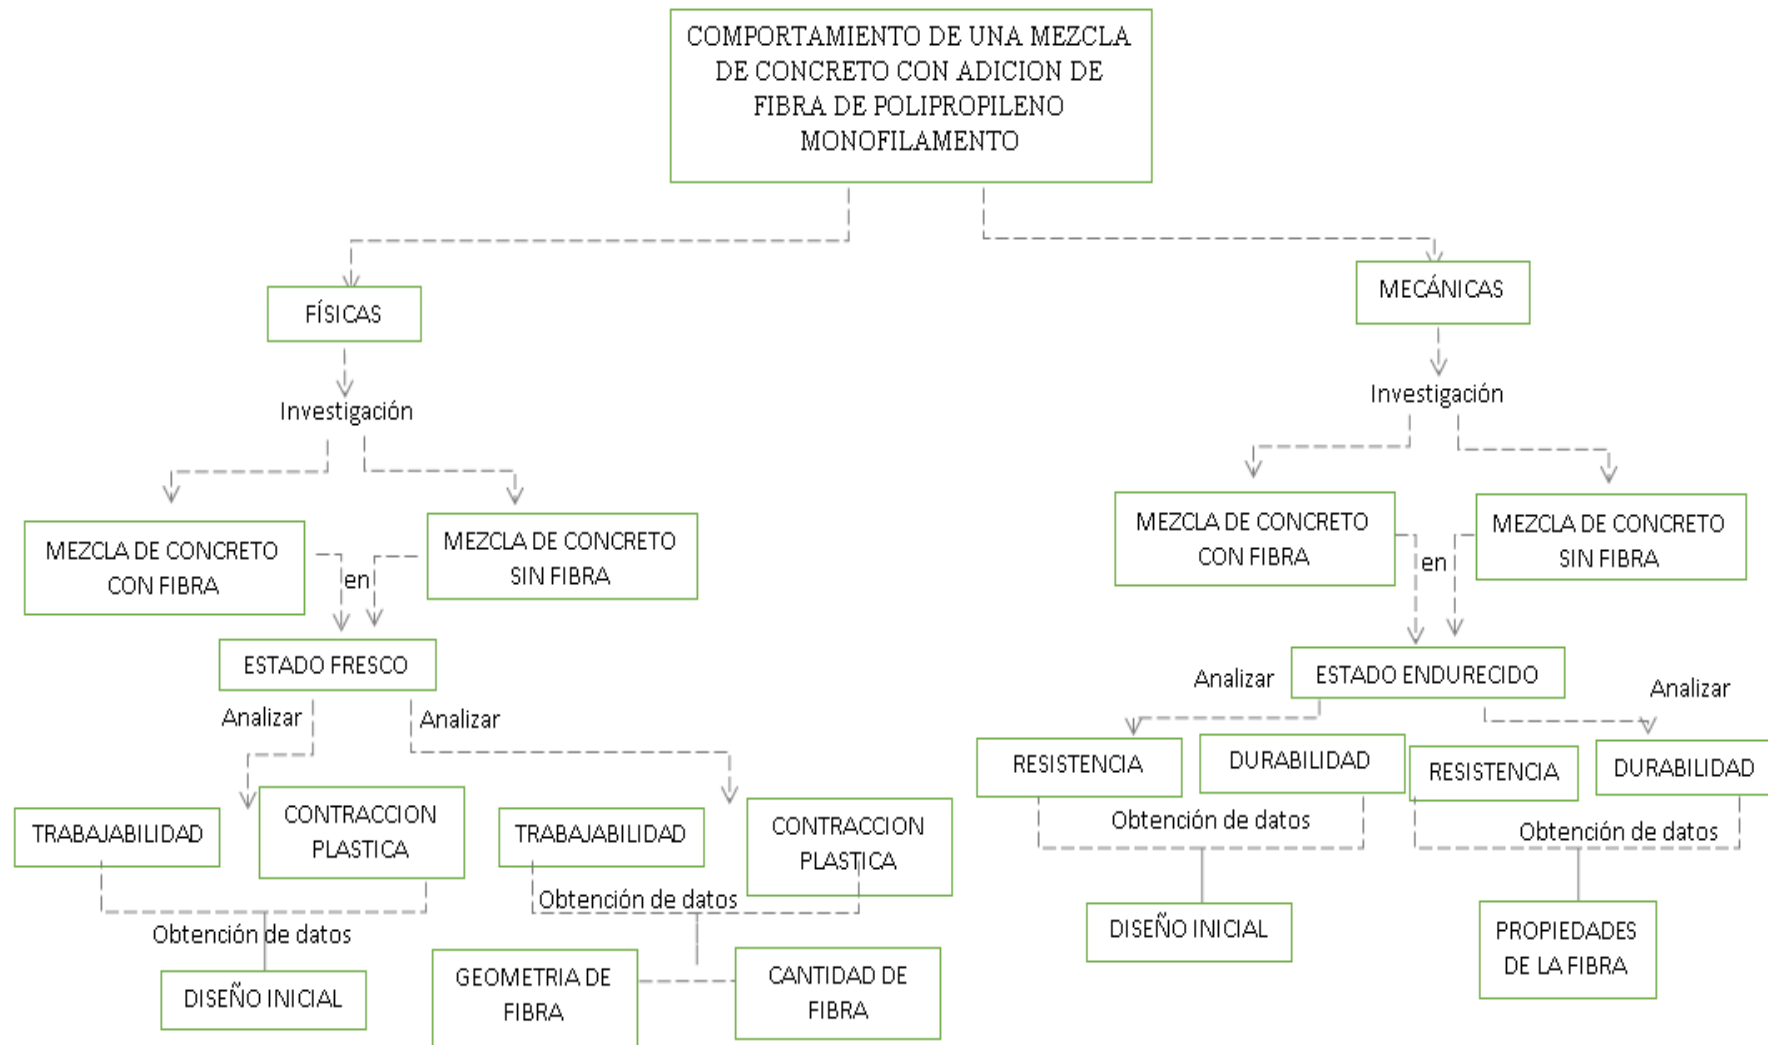 COMPORTAMIENTO DE UNA MEZCLA
DE CONCRETO CON ADICION DE
FIBRA DE POLIPROPILENO
MONOFILAMENTO
FÍSICAS
MECÁNICAS
Investigación
Investigación
MEZCLA DE CONCRETO
CON FIBRA
en
MEZCLA DE CONCRETO
SIN FIBRA
MEZCLA DE CONCRETO
CON FIBRA
en
MEZCLA DE CONCRETO
SIN FIBRA
ESTADO FRESCO
ESTADO ENDURECIDO
Analizar
Analizar
Analizar
Analizar
TRABAJABILIDAD
CONTRACCION
PLASTICA
TRABAJABILIDAD
CONTRACCION
PLASTICA
RESISTENCIA
DURABILIDAD
RESISTENCIA
DURABILIDAD
Obtención de datos
Obtención de datos
Obtención de datos
Obtención de datos
DISEÑO INICIAL
GEOMETRIA DE
FIBRA
CANTIDAD DE
FIBRA
DISEÑO INICIAL
PROPIEDADES
DE LA FIBRA